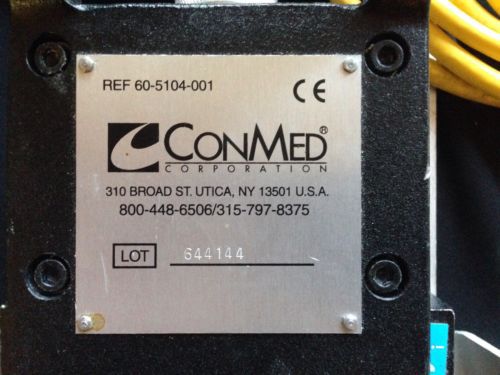 REF 60-5104-001
CE
CONMED®
CORPORATION
310 BROAD ST. UTICA, NY 13501 U.S.A.
800-448-6506/315-797-8375
LOT 644144